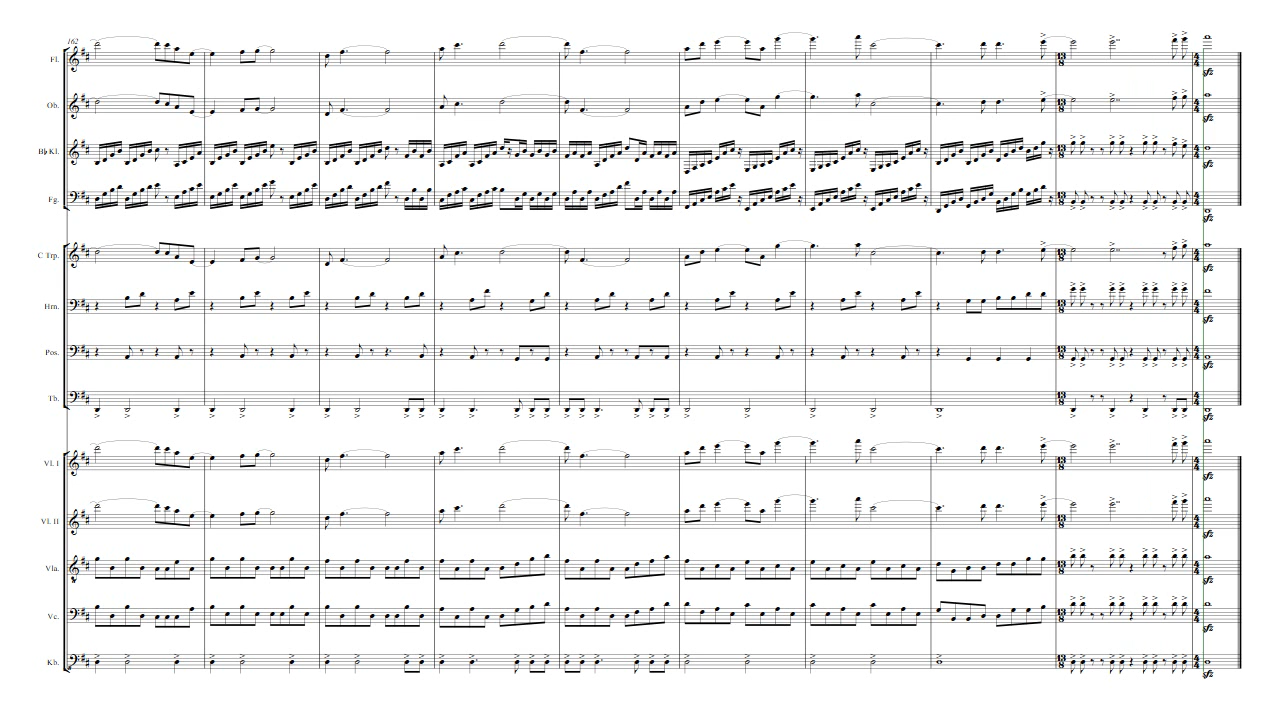 162
Fl.
Ob.
B♭Kl.
Fg.
C Trp.
Hrn.
Pos.
Tb.
Vl. I
Vl. II
Vla.
Vc.
Kb.